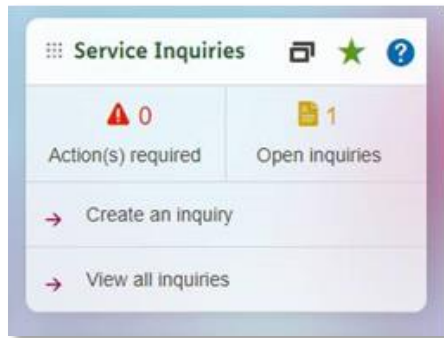 Service Inquiries
0 1
Action(s) required Open inquiries
Create an inquiry
View all inquiries